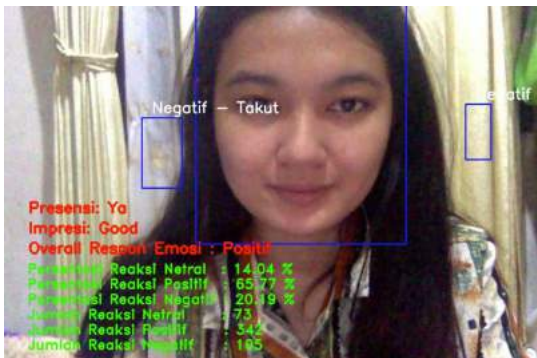 Negatif - Takut
egatif
Presensi: Ya
Impresi: Good
Overall Respon Emosi : Positif
Persentasi Reaksi Netral : 14.04 %
Persentasi Reaksi Positif : 65.77 %
Persentasi Reaksi Negatif : 20.19 %
Jumlah Reaksi Netral : 73
Jumlah Reaksi Positif : 342
Jumlah Reaksi Negatif : 105